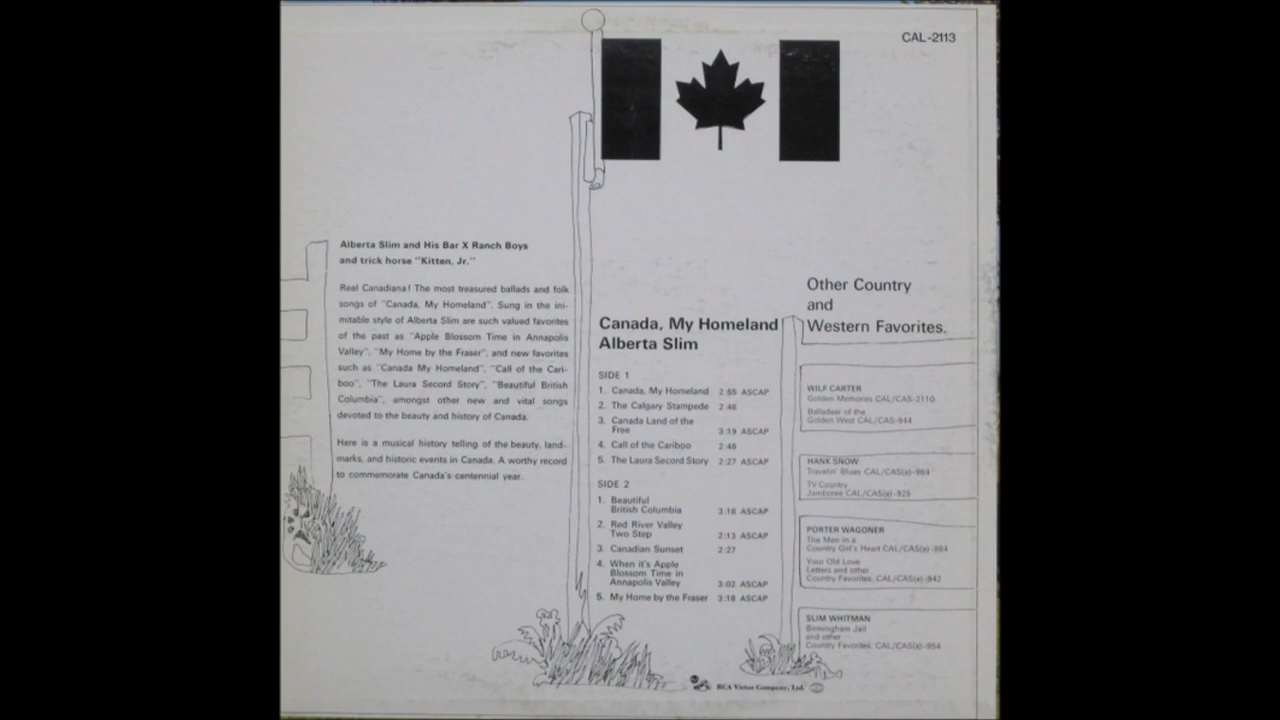 CAL-2113
Alberta Slim and His Bar X Ranch Boys
and trick horse "Kitten, Jr."
Real Canadiana! The most treasured ballads and folk
songs of "Canada, My Homeland". Sung in the ini-
mitable style of Alberta Slim are such valued favorites
of the past as "Apple Blossom Time in Annapolis
Valley", "My Home by the Fraser", and new favorites
such as "Canada My Homeland", "Call of the Cari-
boo", "The Laura Secord Story", "Beautiful British
Columbia", amongst other new and vital songs
devoted to the beauty and history of Canada.
Here is a musical history telling of the beauty, land-
marks, and historic events in Canada. A worthy record
to commemorate Canada's centennial year.
Canada, My Homeland
Alberta Slim
SIDE 1
1. Canada, My Homeland 2:55 ASCAP
2. The Calgary Stampede 2:46
3. Canada Land of the
Free 3:19 ASCAP
4. Call of the Cariboo 2:48
5. The Laura Secord Story 2:27 ASCAP
SIDE 2
1. Beautiful
British Columbia 3:18 ASCAP
2. Red River Valley
Two Step 2:13 ASCAP
3. Canadian Sunset 2:27
4. When it's Apple
Blossom Time in
Annapolis Valley 3:02 ASCAP
5. My Home by the Fraser 3:18 ASCAP
Other Country
and
Western Favorites.
WILF CARTER
Golden Memories CAL/CAS-2110
Balladeer of the
Golden West CAL/CAS-944
HANK SNOW
Travelin' Blues CAL/CAS(e)-964
TV Country
Jamboree CAL/CAS(e)-929
PORTER WAGONER
The Men in a
Country Girl's Heart CAL/CAS(e)
Your Old Love
Letters and other
Country Favorites. CAL/CAS(e)-942
SLIM WHITMAN
Birmingham Jail
and other
Country Favorites. CAL/CAS(e)-954
RCA Victor Company, Ltd.